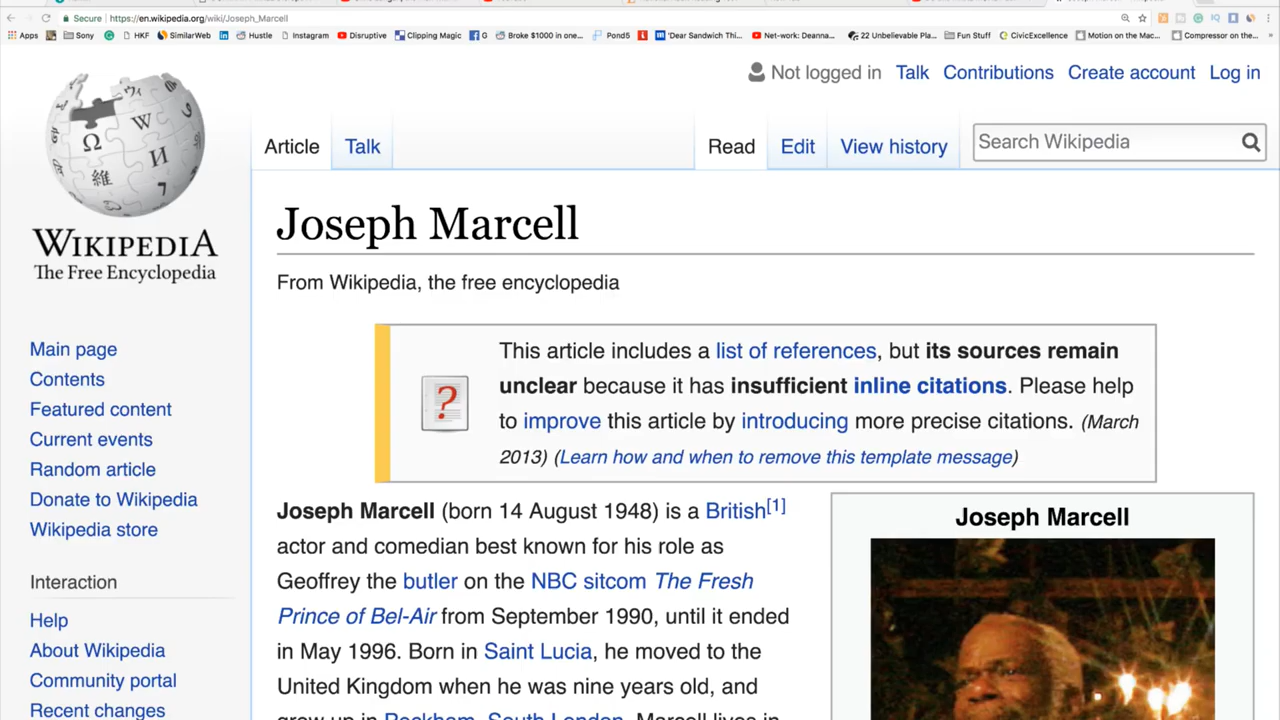 Secure https://en.wikipedia.org/wiki/Joseph_Marcell
Apps Sony HKF SimilarWeb Hustle Instagram Disruptive Clipping Magic G Broke $1000 in one... Pond5 'Dear Sandwich Thi... Net-work: Deanna... 22 Unbelievable Pla... Fun Stuff CivicExcellence Motion on the Mac... Compressor on the...
Not logged in Talk Contributions Create account Log in
Article Talk Read Edit View history Search Wikipedia
WIKIPEDIA
The Free Encyclopedia
Main page
Contents
Featured content
Current events
Random article
Donate to Wikipedia
Wikipedia store
Interaction
Help
About Wikipedia
Community portal
Recent changes
Joseph Marcell
From Wikipedia, the free encyclopedia
This article includes a list of references, but its sources remain
unclear because it has insufficient inline citations. Please help
to improve this article by introducing more precise citations. (March
2013) (Learn how and when to remove this template message)
Joseph Marcell (born 14 August 1948) is a British[1]
actor and comedian best known for his role as
Geoffrey the butler on the NBC sitcom The Fresh
Prince of Bel-Air from September 1990, until it ended
in May 1996. Born in Saint Lucia, he moved to the
United Kingdom when he was nine years old, and
grew up in Peckham, South London. Marcell lives in
Joseph Marcell